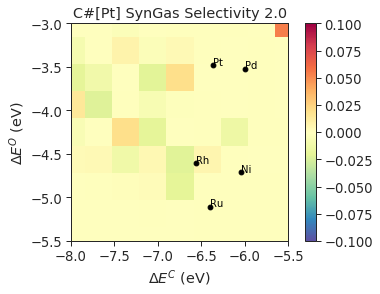 C#[Pt] SynGas Selectivity 2.0
−3.0
−3.5
−4.0
−4.5
−5.0
−5.5
ΔE^O (eV)
Pt
Pd
Rh
Ni
Ru
−8.0 −7.5 −7.0 −6.5 −6.0 −5.5
ΔE^C (eV)
0.100
0.075
0.050
0.025
0.000
−0.025
−0.050
−0.075
−0.100